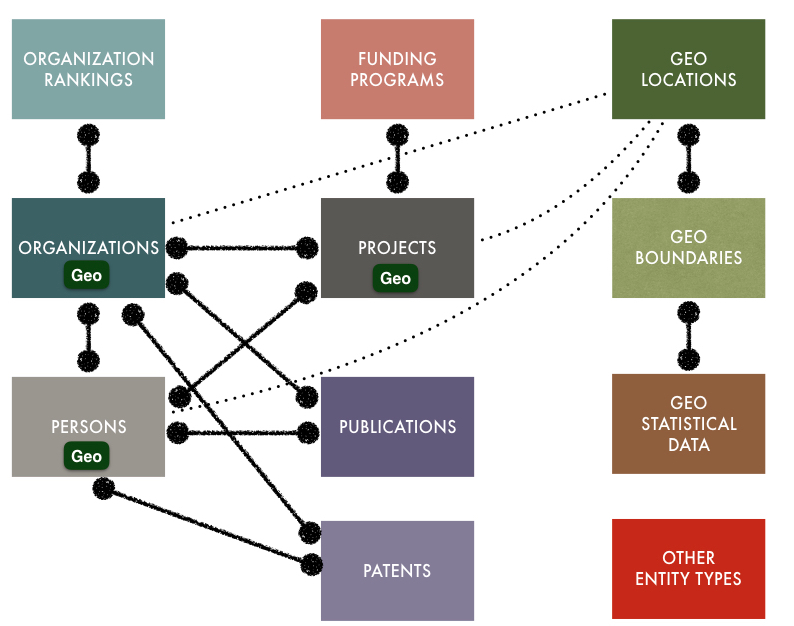 ORGANIZATION
RANKINGS
FUNDING
PROGRAMS
GEO
LOCATIONS
ORGANIZATIONS
Geo
PROJECTS
Geo
GEO
BOUNDARIES
PERSONS
Geo
PUBLICATIONS
GEO
STATISTICAL
DATA
PATENTS
OTHER
ENTITY TYPES